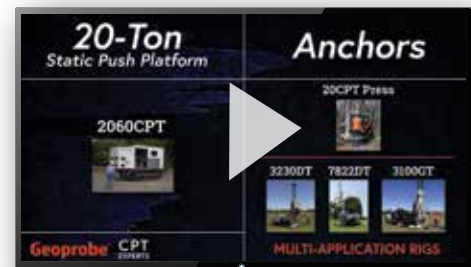 20-Ton
Static Push Platform
2060CPT
Geoprobe CPT
EXPERTS
Anchors
20CPT Press
3230DT 7822DT 3100GT
MULTI-APPLICATION RIGS